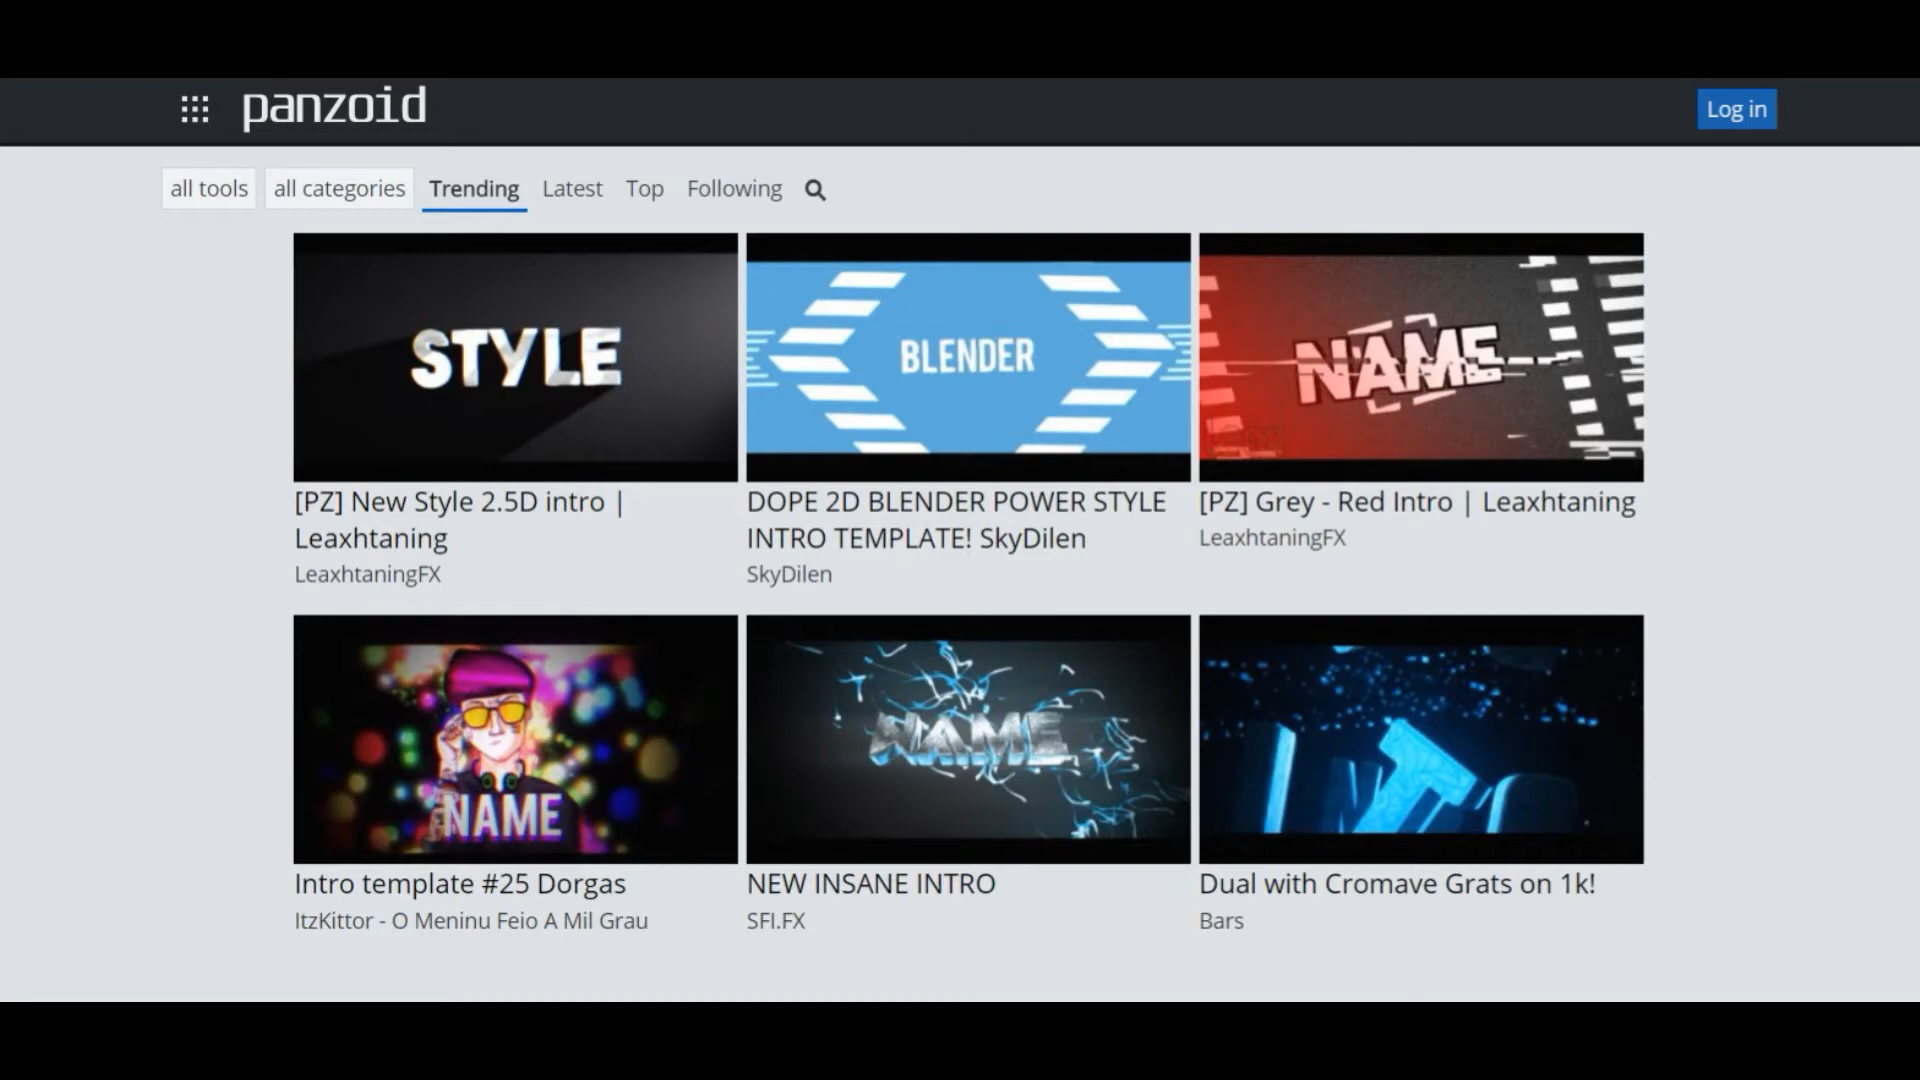 panzoid
Log in
all tools
all categories
Trending
Latest
Top
Following
STYLE
BLENDER
NAME
[PZ] New Style 2.5D intro |
Leaxhtaning
LeaxhtaningFX
DOPE 2D BLENDER POWER STYLE
INTRO TEMPLATE! SkyDilen
SkyDilen
[PZ] Grey - Red Intro | Leaxhtaning
LeaxhtaningFX
NAME
NAME
Intro template #25 Dorgas
ItzKittor - O Meninu Feio A Mil Grau
NEW INSANE INTRO
SFI.FX
Dual with Cromave Grats on 1k!
Bars